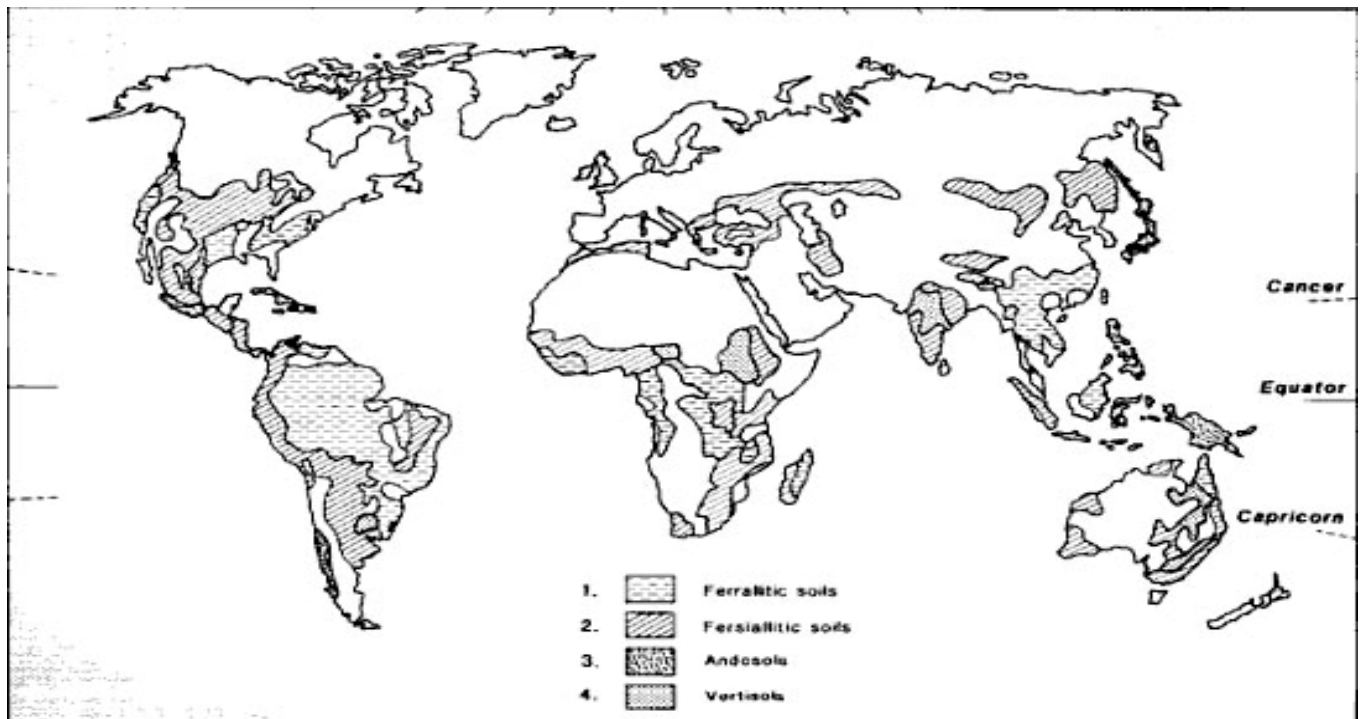 Cancer
Equator
Capricorn
1. Ferrallitic soils
2. Fersiallitic soils
3. Andosols
4. Vertisols